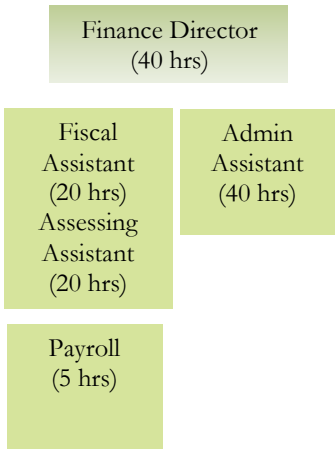 Finance Director
(40 hrs)
Fiscal
Assistant
(20 hrs)
Assessing
Assistant
(20 hrs)
Admin
Assistant
(40 hrs)
Payroll
(5 hrs)